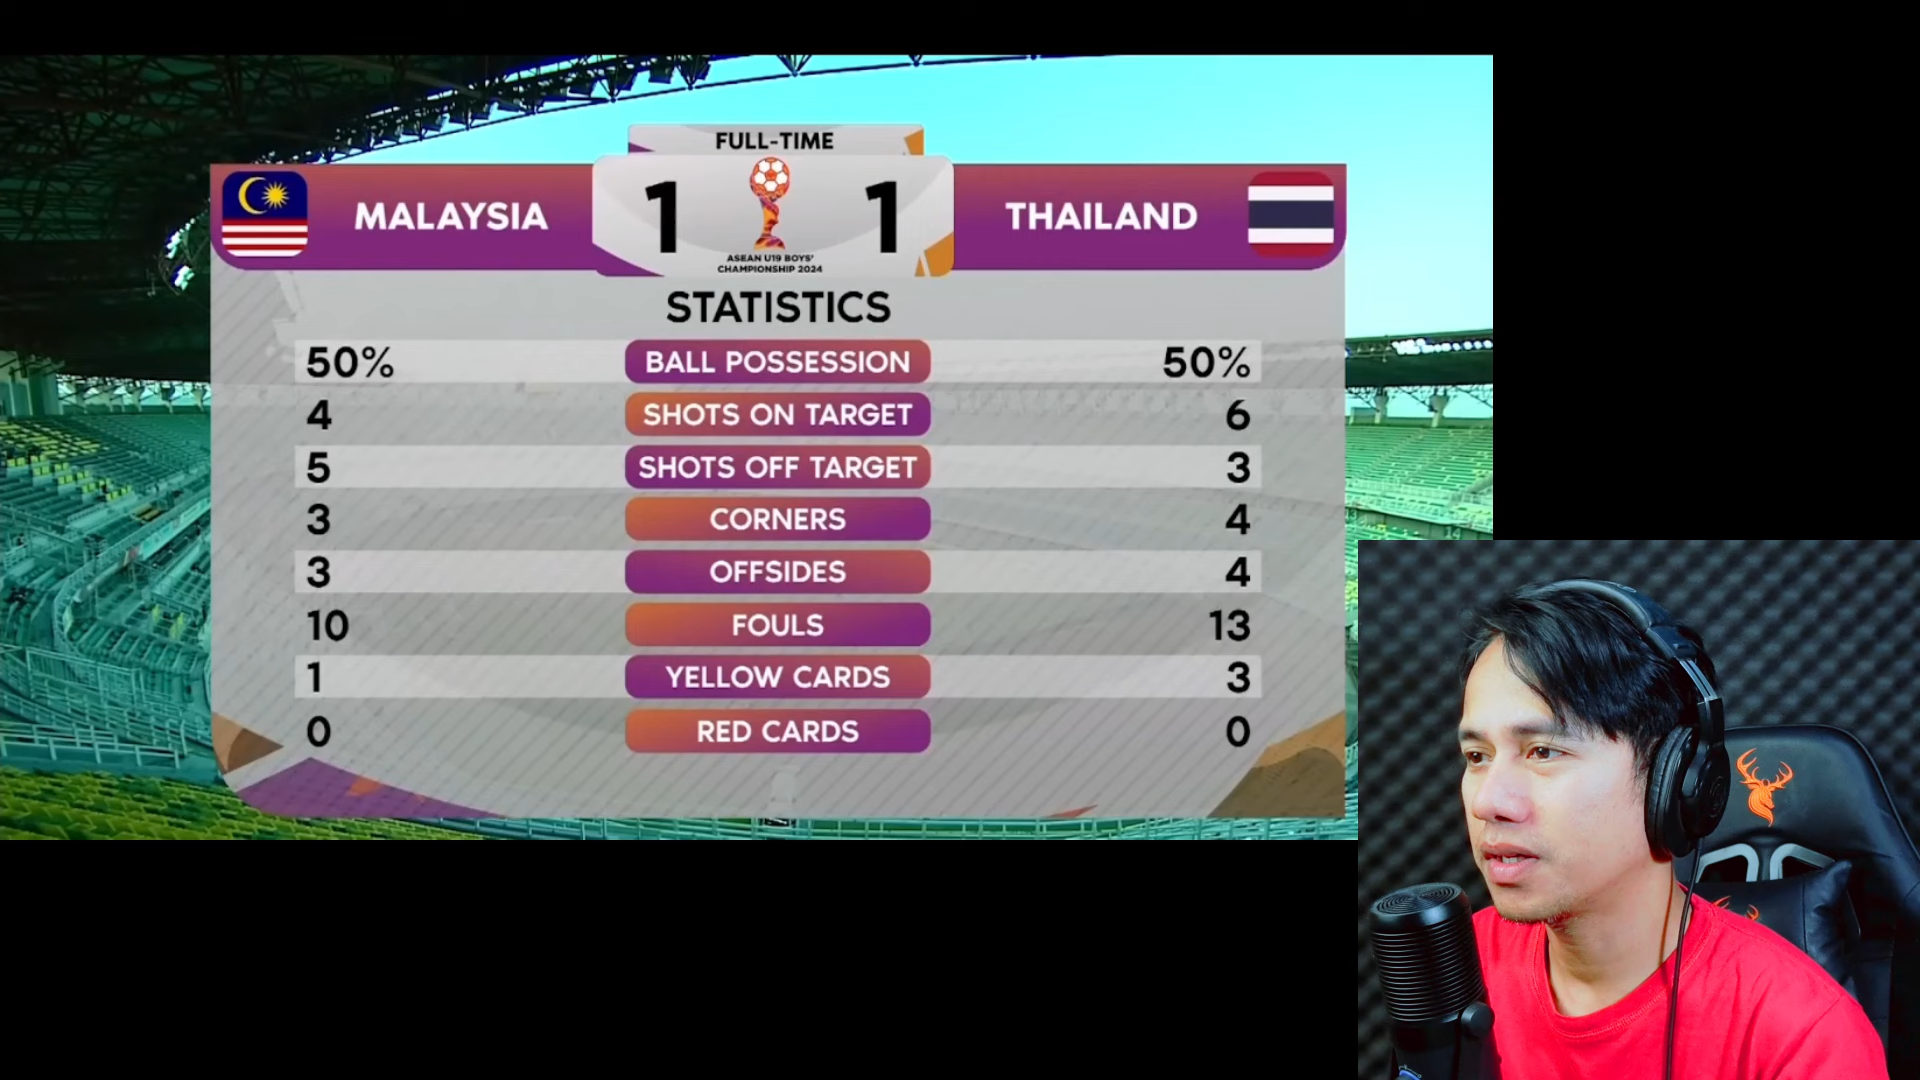 FULL-TIME
MALAYSIA 1 1 THAILAND
ASEAN U19 BOYS'
CHAMPIONSHIP 2024
STATISTICS
50% BALL POSSESSION 50%
4 SHOTS ON TARGET 6
5 SHOTS OFF TARGET 3
3 CORNERS 4
3 OFFSIDES 4
10 FOULS 13
1 YELLOW CARDS 3
0 RED CARDS 0